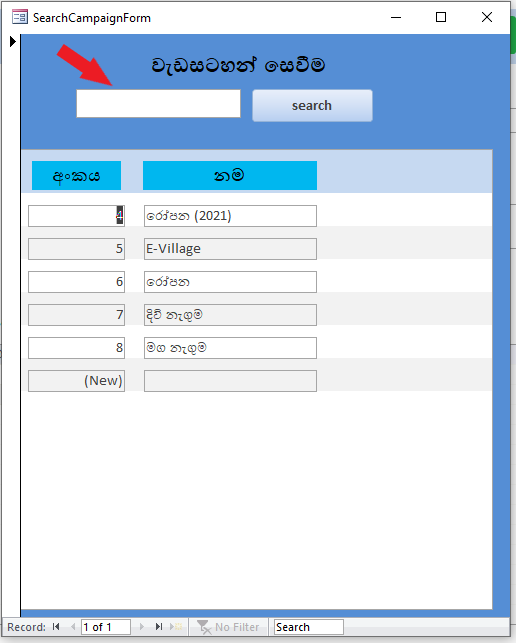 SearchCampaignForm
වැඩසටහන් සෙවීම
search
අංකය නම
4 රෝපන (2021)
5 E-Village
6 රෝපන
7 දිවි නැගුම
8 මග නැගුම
(New)
Record: 1 of 1 No Filter Search